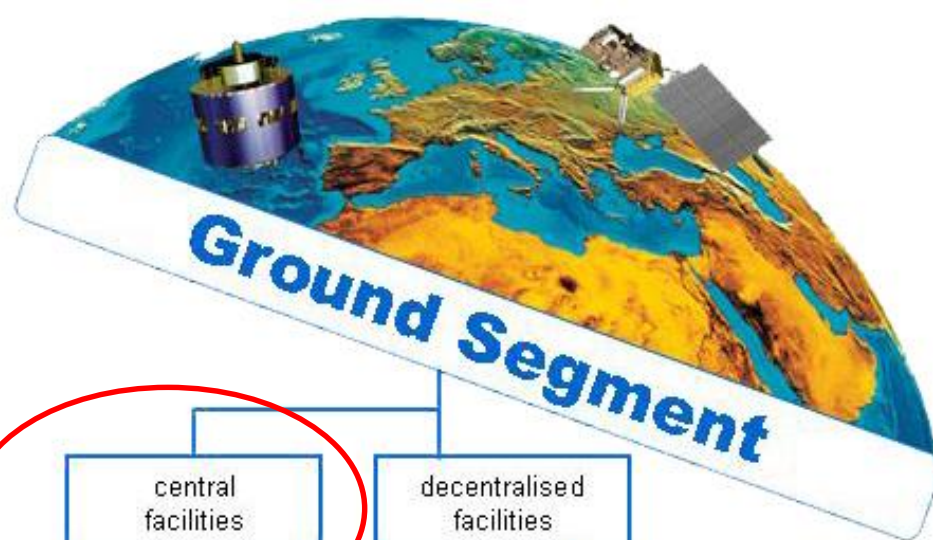 Ground Segment
central
facilities
decentralised
facilities